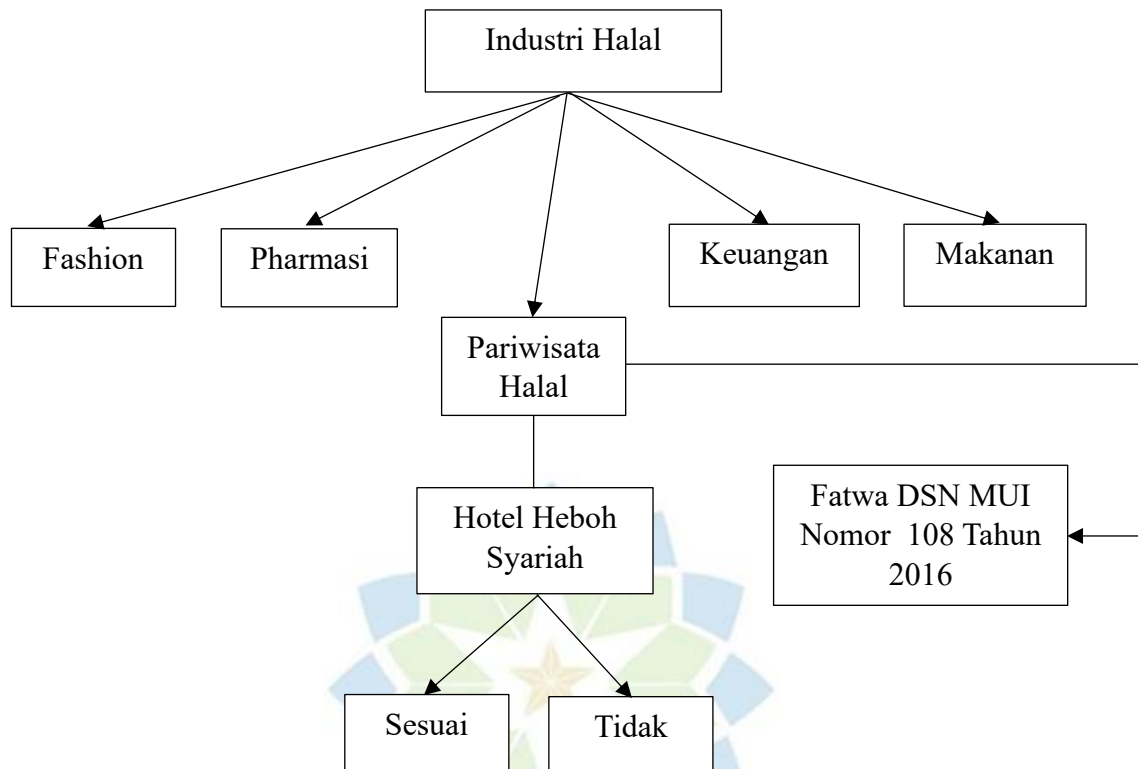 Industri Halal
Fashion
Pharmasi
Keuangan
Makanan
Pariwisata
Halal
Hotel Heboh
Syariah
Fatwa DSN MUI
Nomor  108 Tahun
2016
Sesuai
Tidak